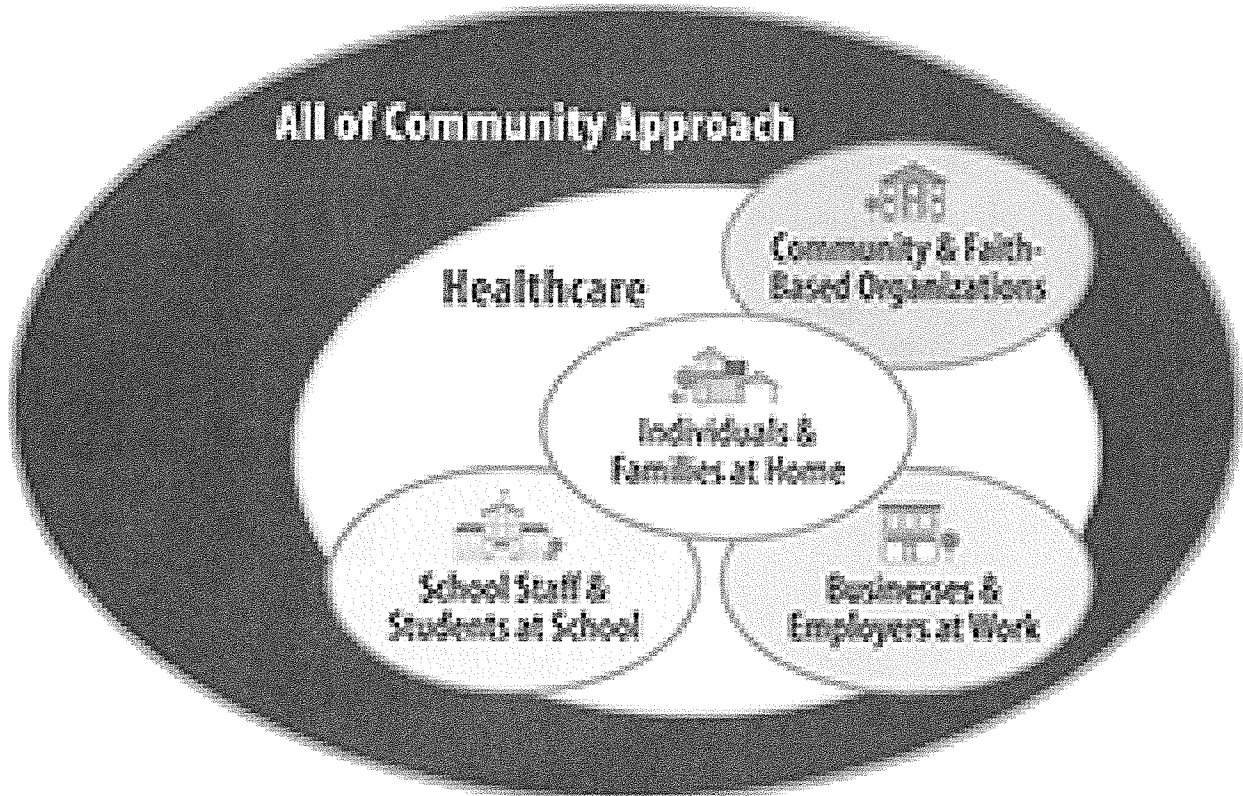 All of Community Approach
Community & Faith-
Based Organizations
Healthcare
Individuals &
Families at Home
School Staff &
Students at School
Businesses &
Employers at Work